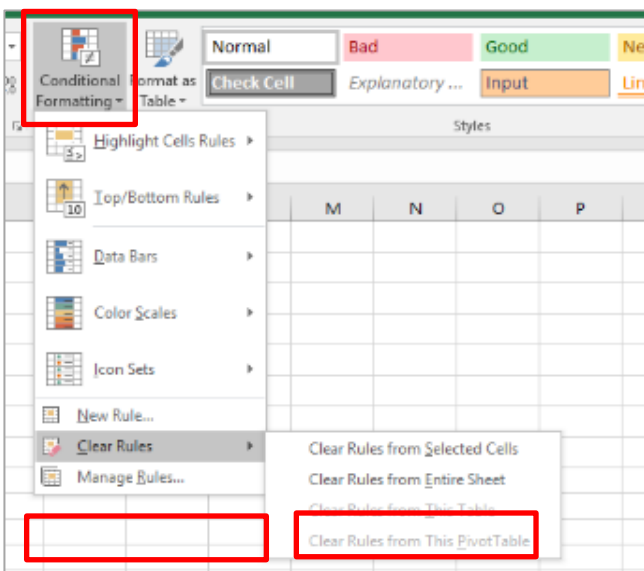 Normal
Bad
Good
Ne
Conditional
Formatting
Format as
Table
Check Cell
Explanatory ...
Input
Lin
Styles
Highlight Cells Rules
Top/Bottom Rules
10
M
N
O
P
Data Bars
Color Scales
Icon Sets
New Rule...
Clear Rules
Manage Rules...
Clear Rules from Selected Cells
Clear Rules from Entire Sheet
Clear Rules from This Table
Clear Rules from This PivotTable